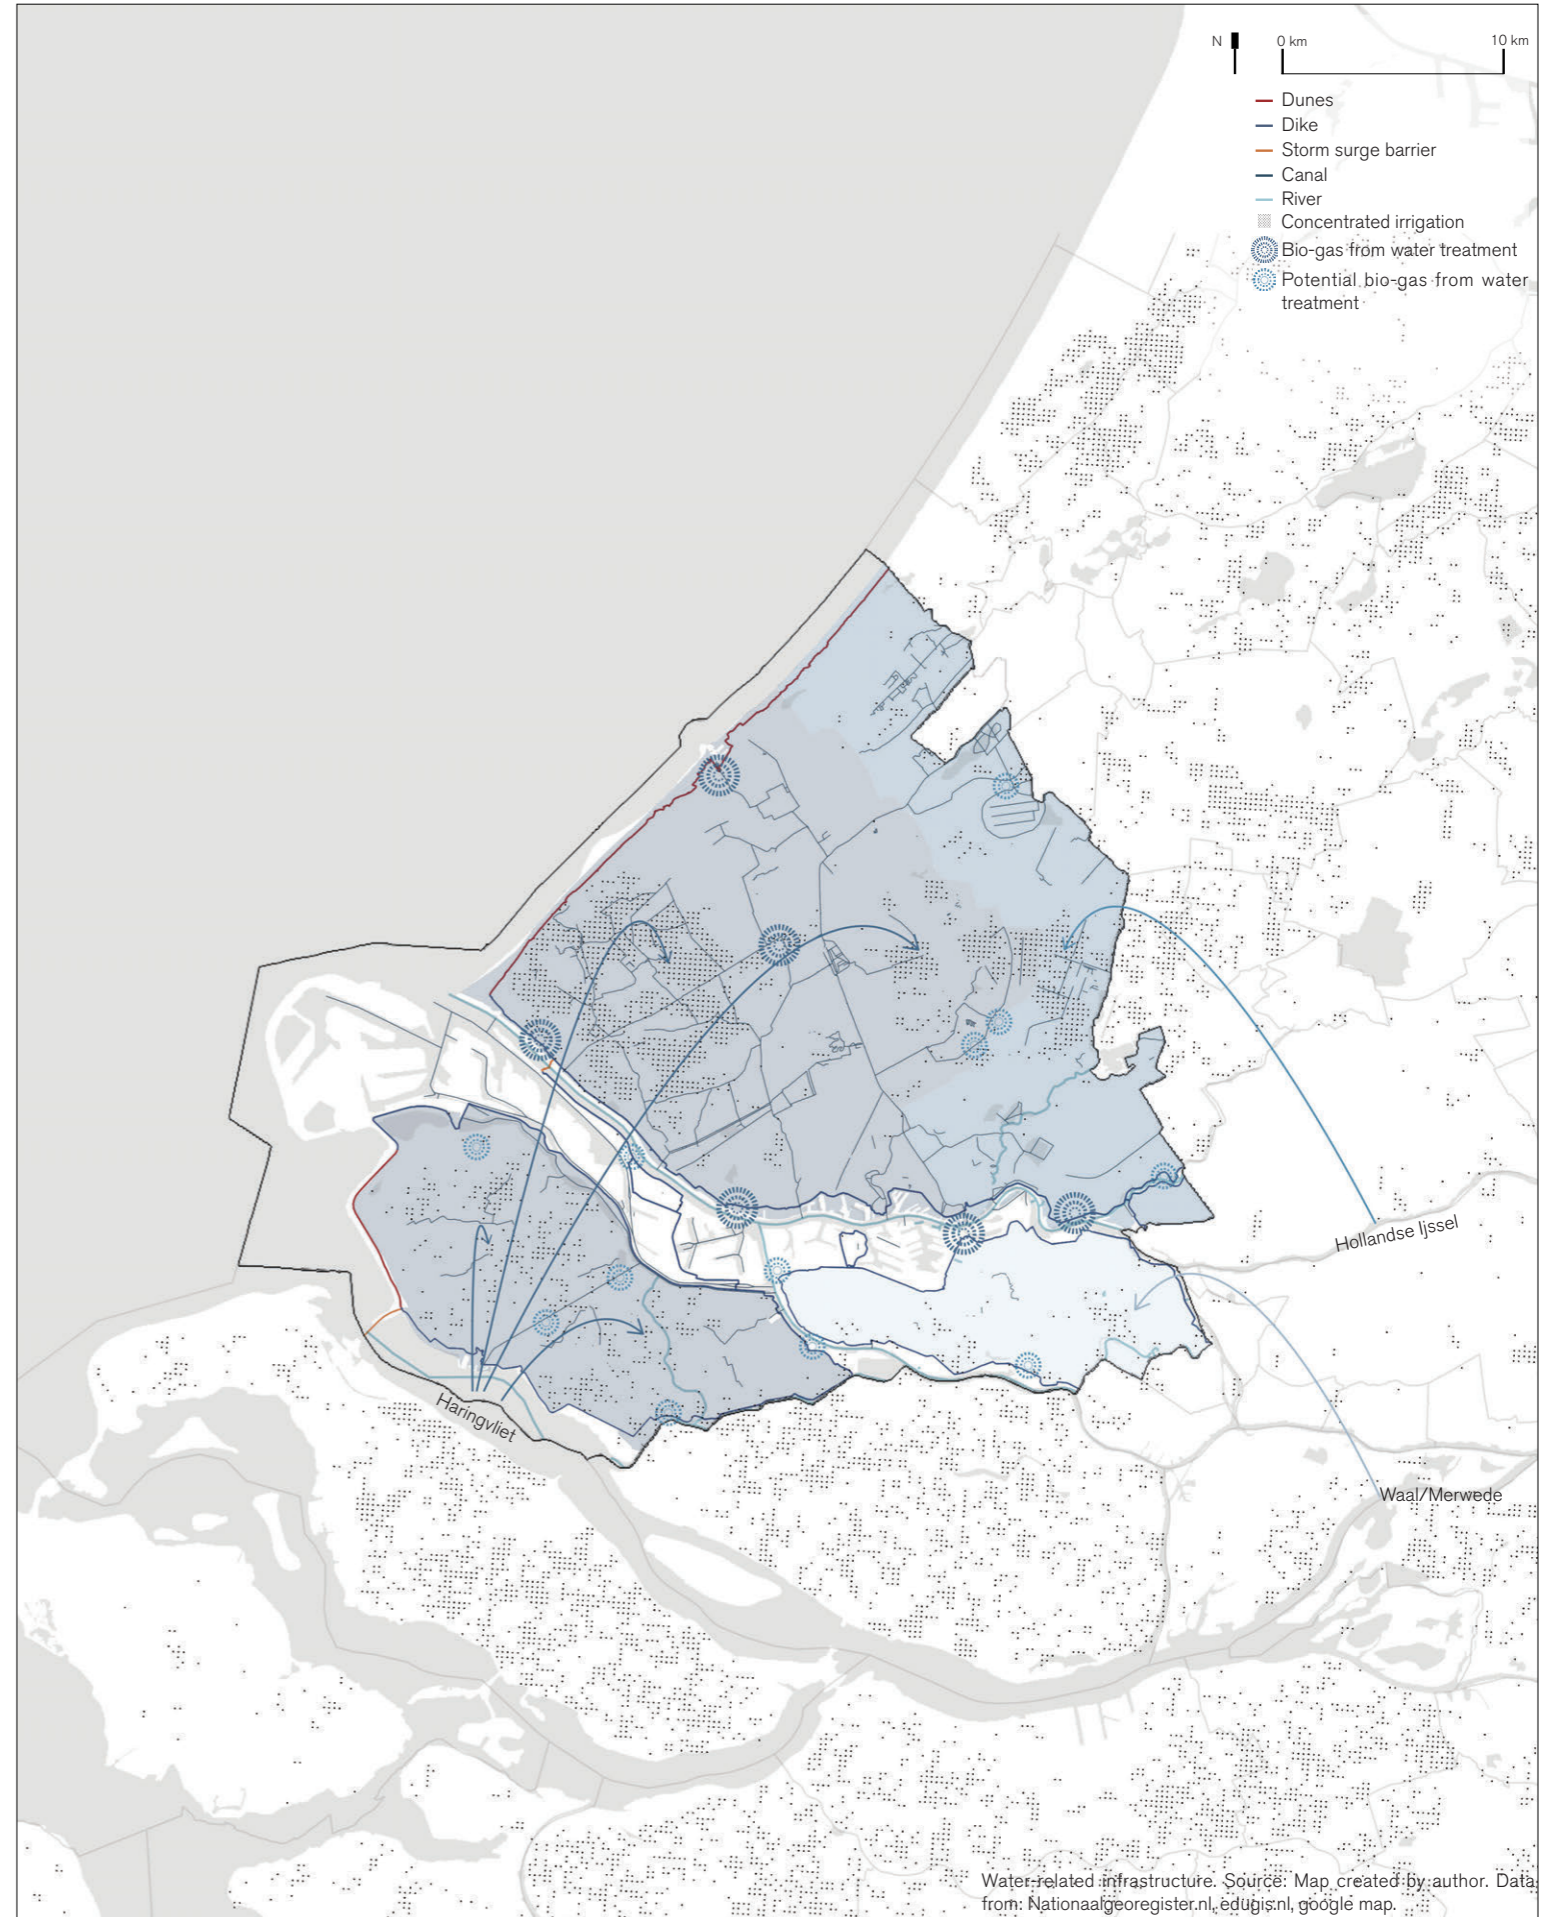 N
0 km
10 km
Dunes
Dike
Storm surge barrier
Canal
River
Concentrated irrigation
Bio-gas from water treatment
Potential bio-gas from water
treatment
Hollandse Ijssel
Haringvliet
Waal/Merwede
Water-related infrastructure. Source: Map created by author. Data
from: Nationaalgeoregister.nl, edugis.nl, google map.